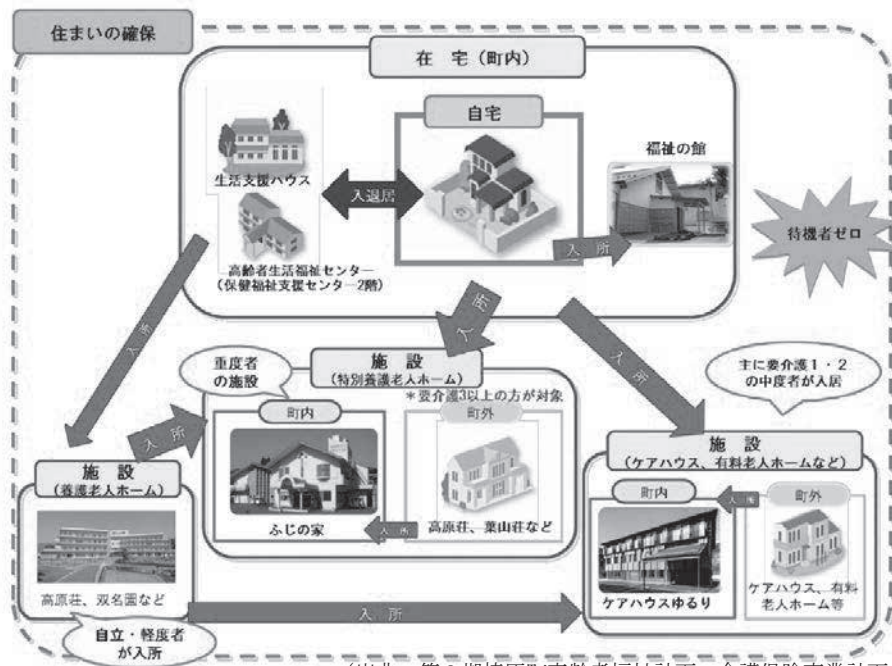 住まいの確保
在 宅（町内）
自宅
生活支援ハウス
入退居
福祉の館
入 所
高齢者生活福祉センター
（保健福祉支援センター2階）
待機者ゼロ
入 所
入 所
入 所
重度者
の施設
施 設
（特別養護老人ホーム）
＊要介護3以上の方が対象
町内
町外
ふじの家
入 所
高原荘、葉山荘など
主に要介護1・2
の中度者が入居
入 所
施 設
（養護老人ホーム）
高原荘、双名園など
自立・軽度者
が入所
入 所
施 設
（ケアハウス、有料老人ホームなど）
町内
入 所
町外
ケアハウスゆるり
ケアハウス、有料
老人ホーム等